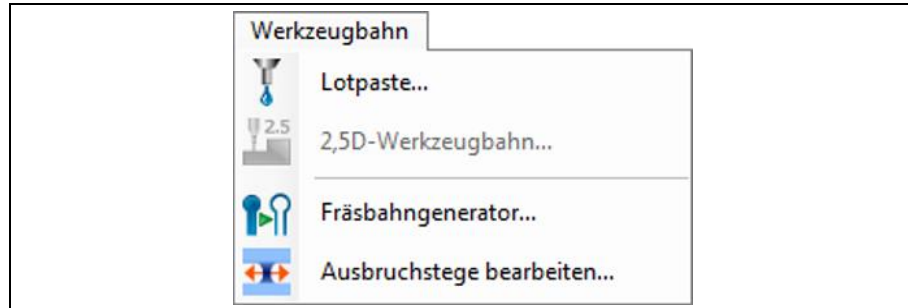 Werkzeugbahn
Lotpaste...
2.5
2,5D-Werkzeugbahn...
Fräsbahngenerator...
Ausbruchstege bearbeiten...